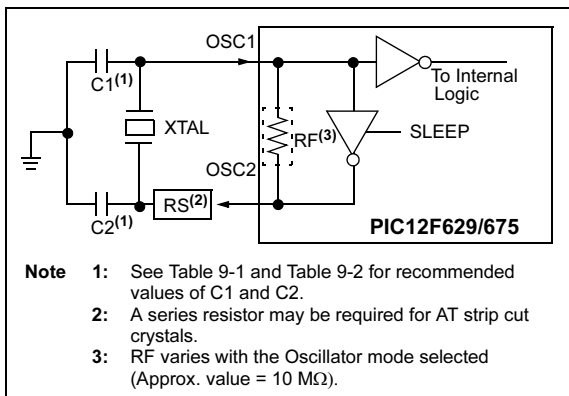 OSC1
C1(1)
To Internal
Logic
XTAL
RF(3)
SLEEP
OSC2
C2(1)
RS(2)
PIC12F629/675
Note 1: See Table 9-1 and Table 9-2 for recommended
values of C1 and C2.
2: A series resistor may be required for AT strip cut
crystals.
3: RF varies with the Oscillator mode selected
(Approx. value = 10 MΩ).